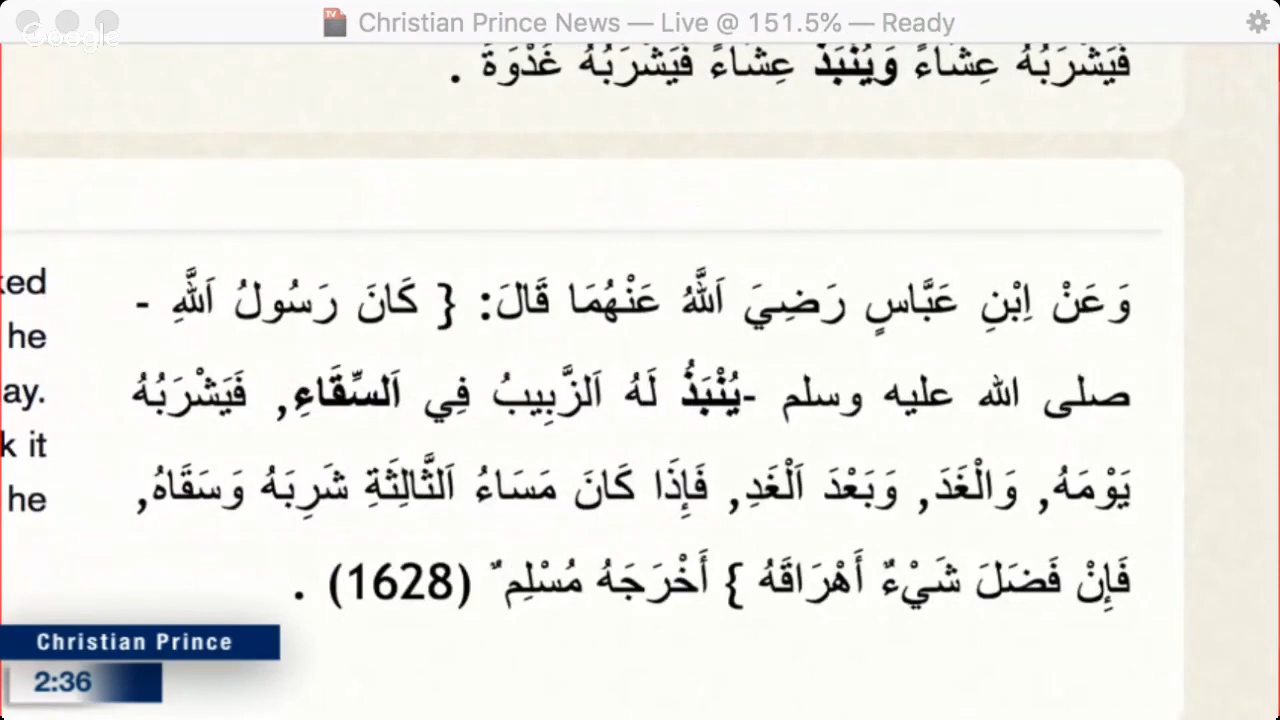 Christian Prince News — Live @ 151.5% — Ready
Google
فَيَشْرَبُهُ عِشَاءً وَيُنْبَذُ عِشَاءً فَيَشْرَبُهُ غُدْوَةً .
وَعَنْ اِبْنِ عَبَّاسٍ رَضِيَ اَللَّهُ عَنْهُمَا قَالَ: { كَانَ رَسُولُ اَللَّهِ -
صلى الله عليه وسلم -يُنْبَذُ لَهُ اَلزَّبِيبُ فِي اَلسِّقَاءِ, فَيَشْرَبُهُ
يَوْمَهُ, وَالْغَدَ, وَبَعْدَ اَلْغَدِ, فَإِذَا كَانَ مَسَاءُ اَلثَّالِثَةِ شَرِبَهُ وَسَقَاهُ,
فَإِنْ فَضَلَ شَيْءٌ أَهْرَاقَهُ } أَخْرَجَهُ مُسْلِم ٌ (1628) .
ked
he
ay.
k it
he
Christian Prince
2:36